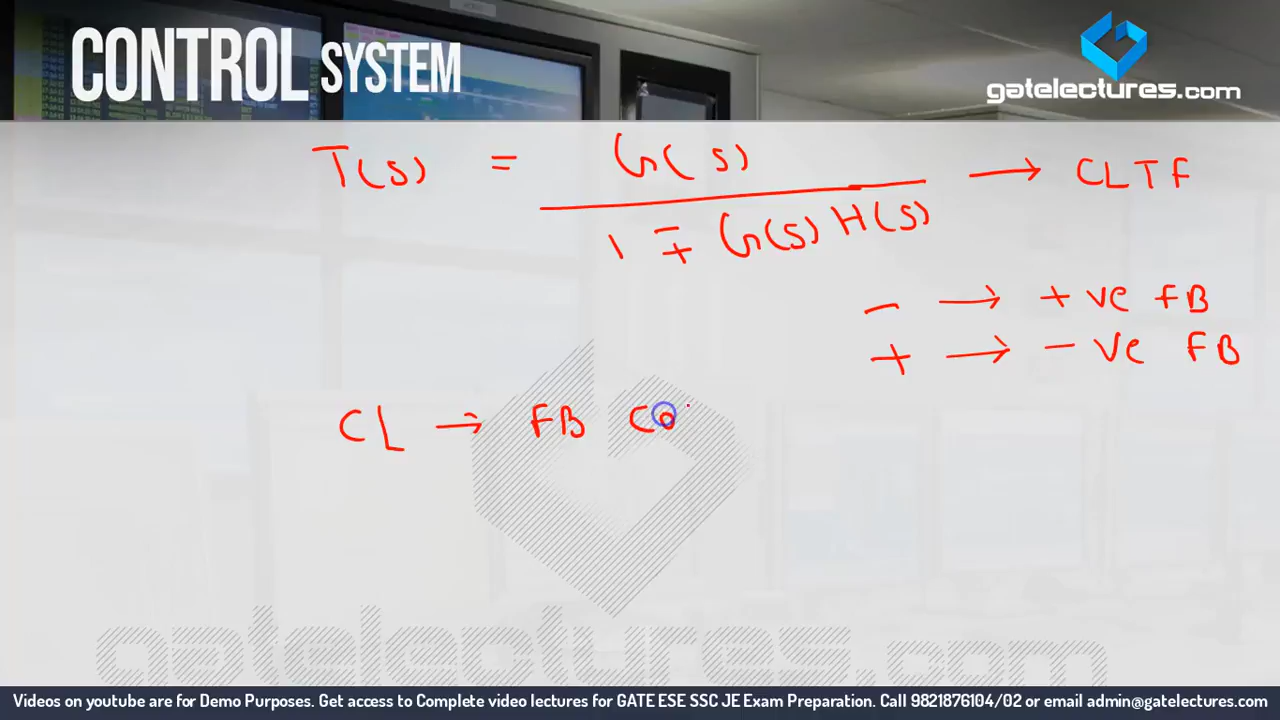 CONTROL SYSTEM
gatelectures.com
T(s) = G(s) / 1 ∓ G(s) H(s) → CLTF
- → + ve FB
+ → - ve FB
CL → FB Co
gatelectures.com
Videos on youtube are for Demo Purposes. Get access to Complete video lectures for GATE ESE SSC JE Exam Preparation. Call 9821876104/02 or email admin@gatelectures.com